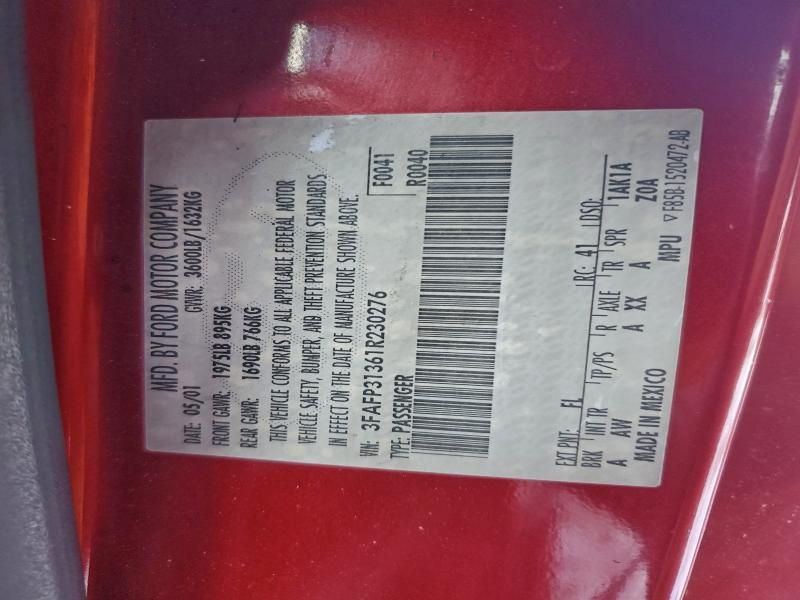 MFD. BY FORD MOTOR COMPANY
DATE: 05/01 GVWR: 3600LB/1632KG
FRONT GAWR: 1975LB 895KG
REAR GAWR: 1690LB 766KG
THIS VEHICLE CONFORMS TO ALL APPLICABLE FEDERAL MOTOR
VEHICLE SAFETY, BUMPER, AND THEFT PREVENTION STANDARDS
IN EFFECT ON THE DATE OF MANUFACTURE SHOWN ABOVE.
VIN: 3FAFP31361R230276 F0041
TYPE: PASSENGER R0040
EXT PNT: FL RC: 41 DSO:
BRK INT TR TP/PS R AXLE TR SPR 1AK1A
A AW A XX A Z0A
MADE IN MEXICO MPU ▽F85B-1520472-AB